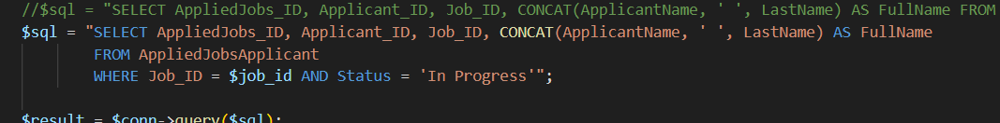 //$sql = "SELECT AppliedJobs_ID, Applicant_ID, Job_ID, CONCAT(ApplicantName, ' ', LastName) AS FullName FROM
$sql = "SELECT AppliedJobs_ID, Applicant_ID, Job_ID, CONCAT(ApplicantName, ' ', LastName) AS FullName
FROM AppliedJobsApplicant
WHERE Job_ID = $job_id AND Status = 'In Progress'";
$result = $conn->query($sql);